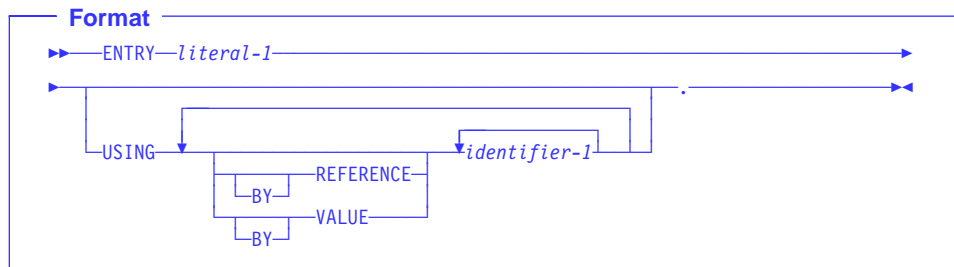 Format
ENTRY literal-1
.
USING identifier-1
REFERENCE
BY
VALUE
BY